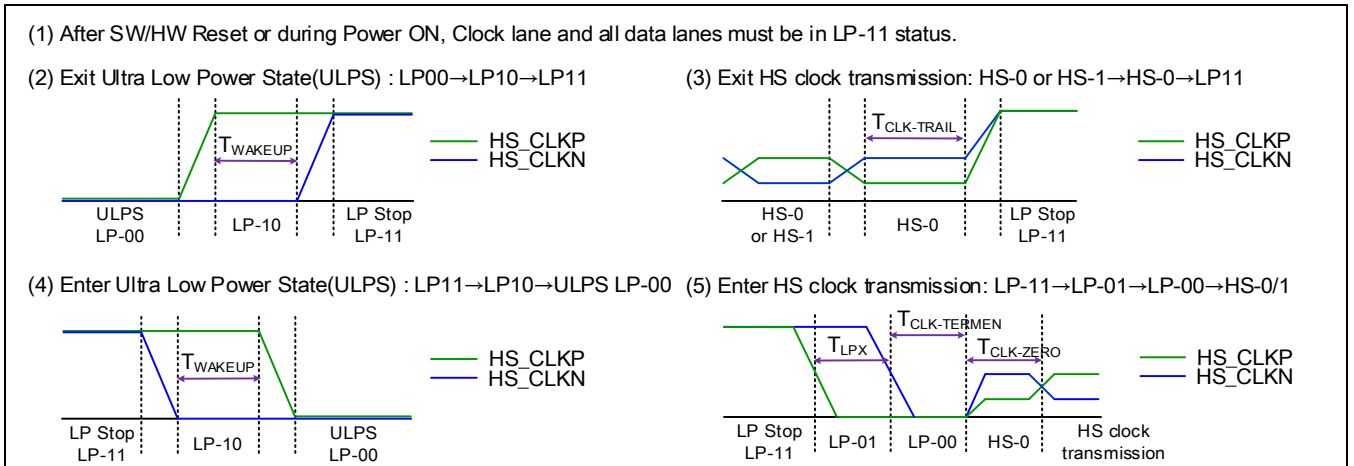 (1) After SW/HW Reset or during Power ON, Clock lane and all data lanes must be in LP-11 status.
(2) Exit Ultra Low Power State(ULPS) : LP00→LP10→LP11
TWAKEUP
HS_CLKP
HS_CLKN
ULPS
LP-00
LP-10
LP Stop
LP-11
(3) Exit HS clock transmission: HS-0 or HS-1→HS-0→LP11
TCLK-TRAIL
HS_CLKP
HS_CLKN
HS-0
or HS-1
HS-0
LP Stop
LP-11
(4) Enter Ultra Low Power State(ULPS) : LP11→LP10→ULPS LP-00
TWAKEUP
HS_CLKP
HS_CLKN
LP Stop
LP-11
LP-10
ULPS
LP-00
(5) Enter HS clock transmission: LP-11→LP-01→LP-00→HS-0/1
TCLK-TERMEN
TLPX
TCLK-ZERO
HS_CLKP
HS_CLKN
LP Stop
LP-11
LP-01
LP-00
HS-0
HS clock
transmission